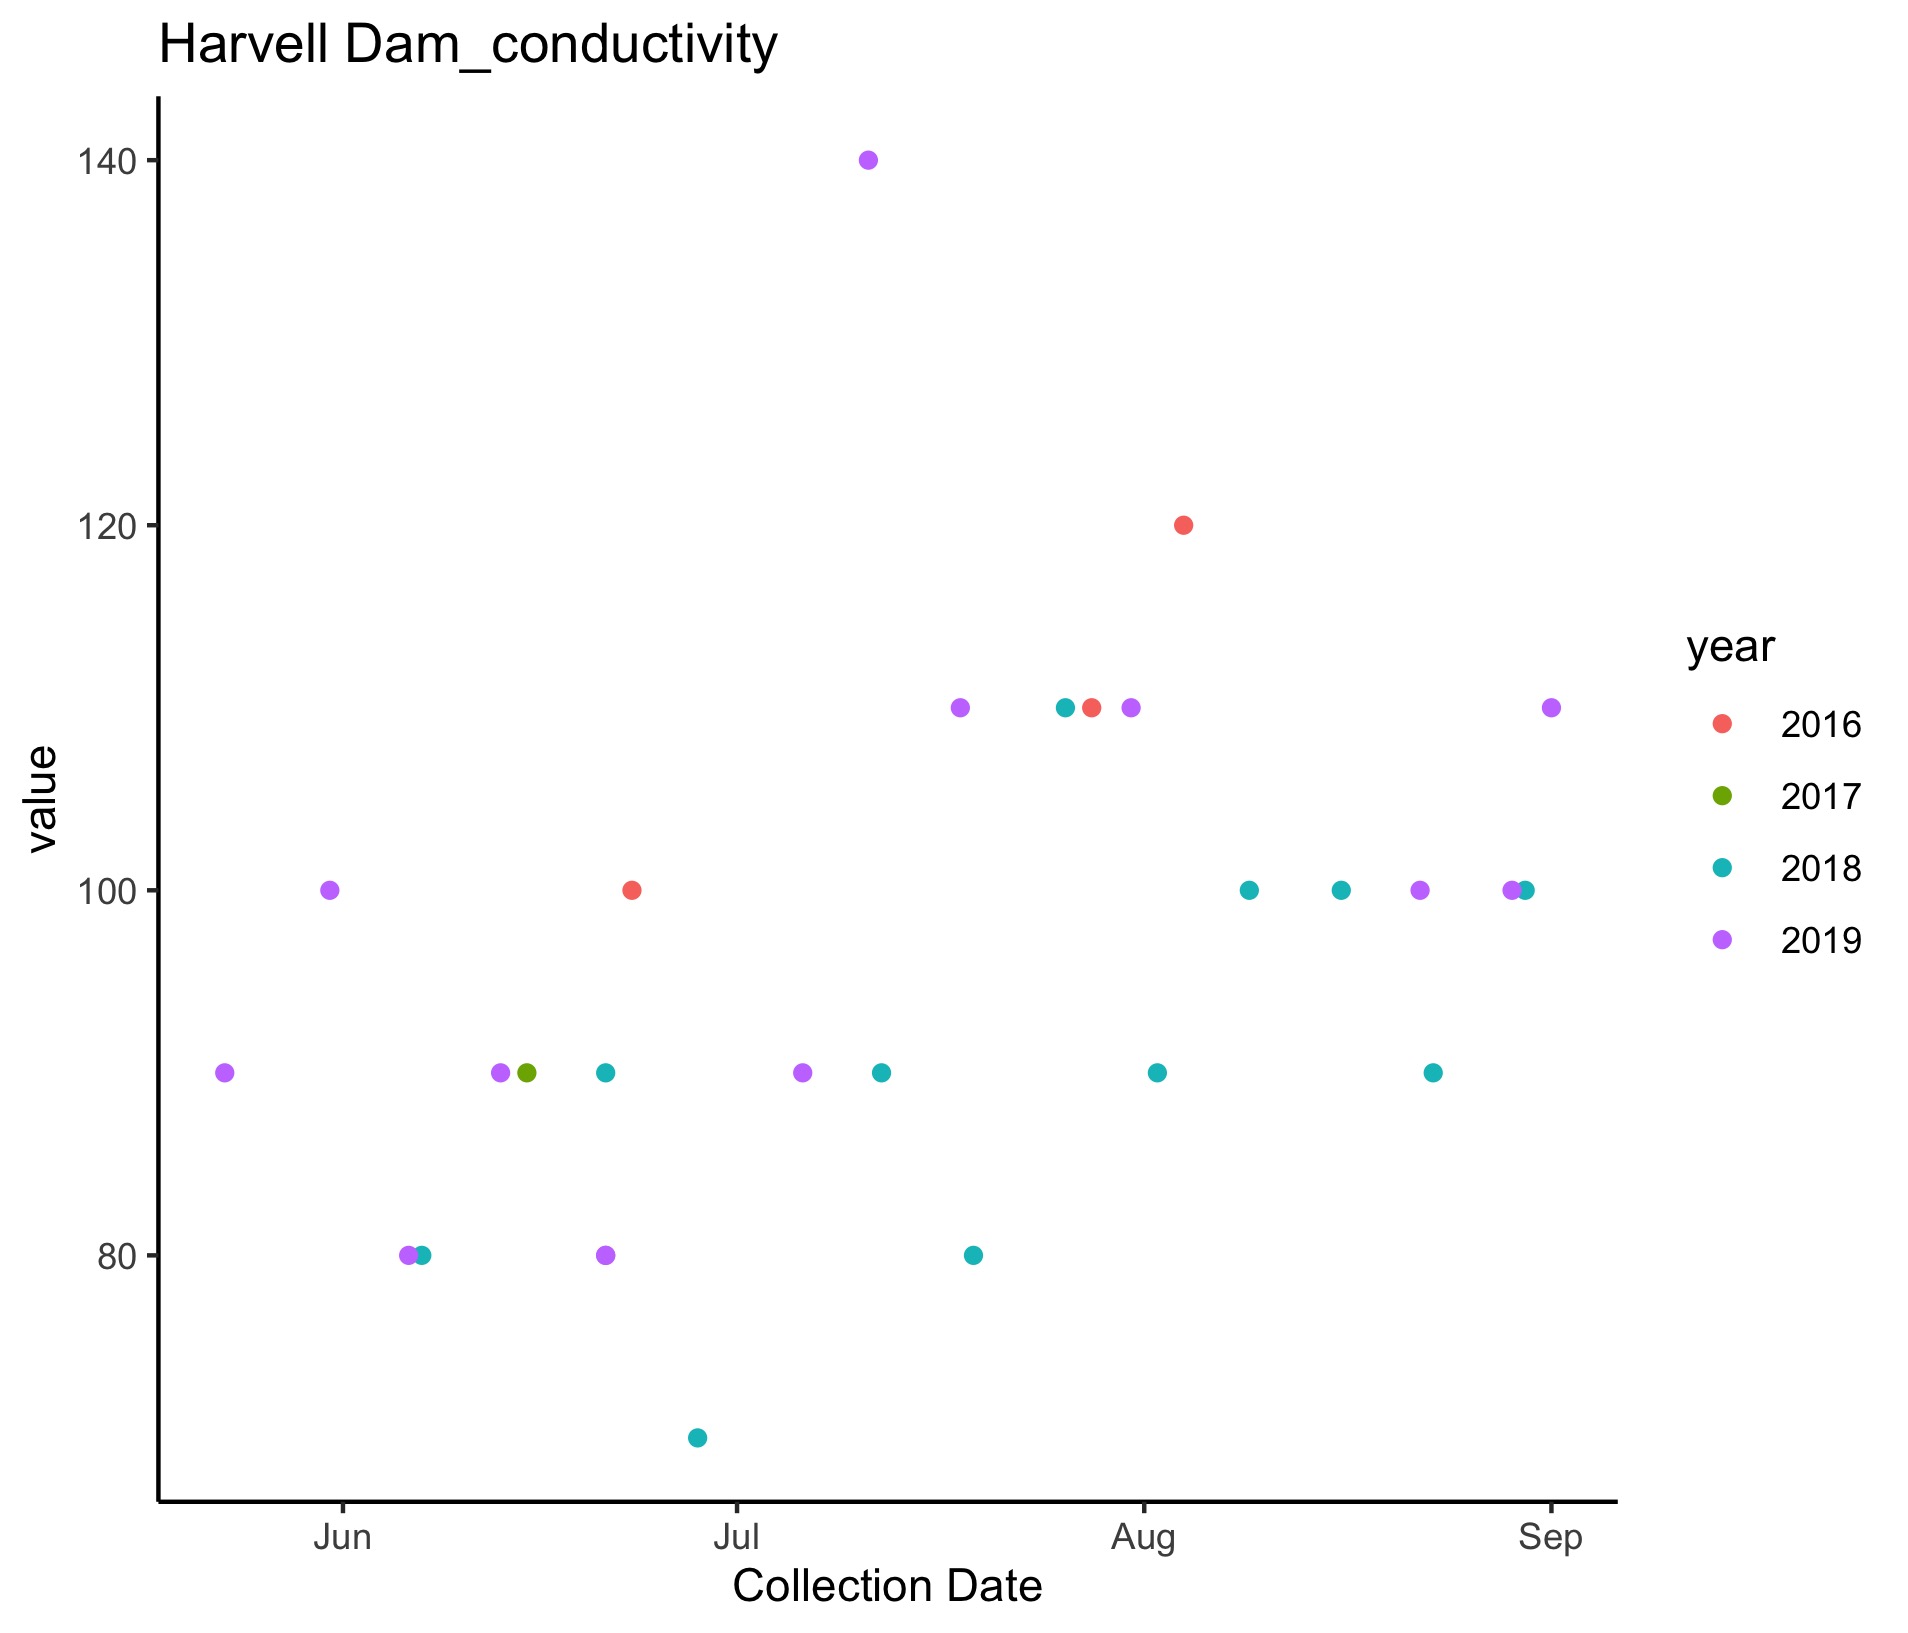 Harvell Dam_conductivity
140
120
100
80
value
Jun
Jul
Aug
Sep
Collection Date
year
2016
2017
2018
2019